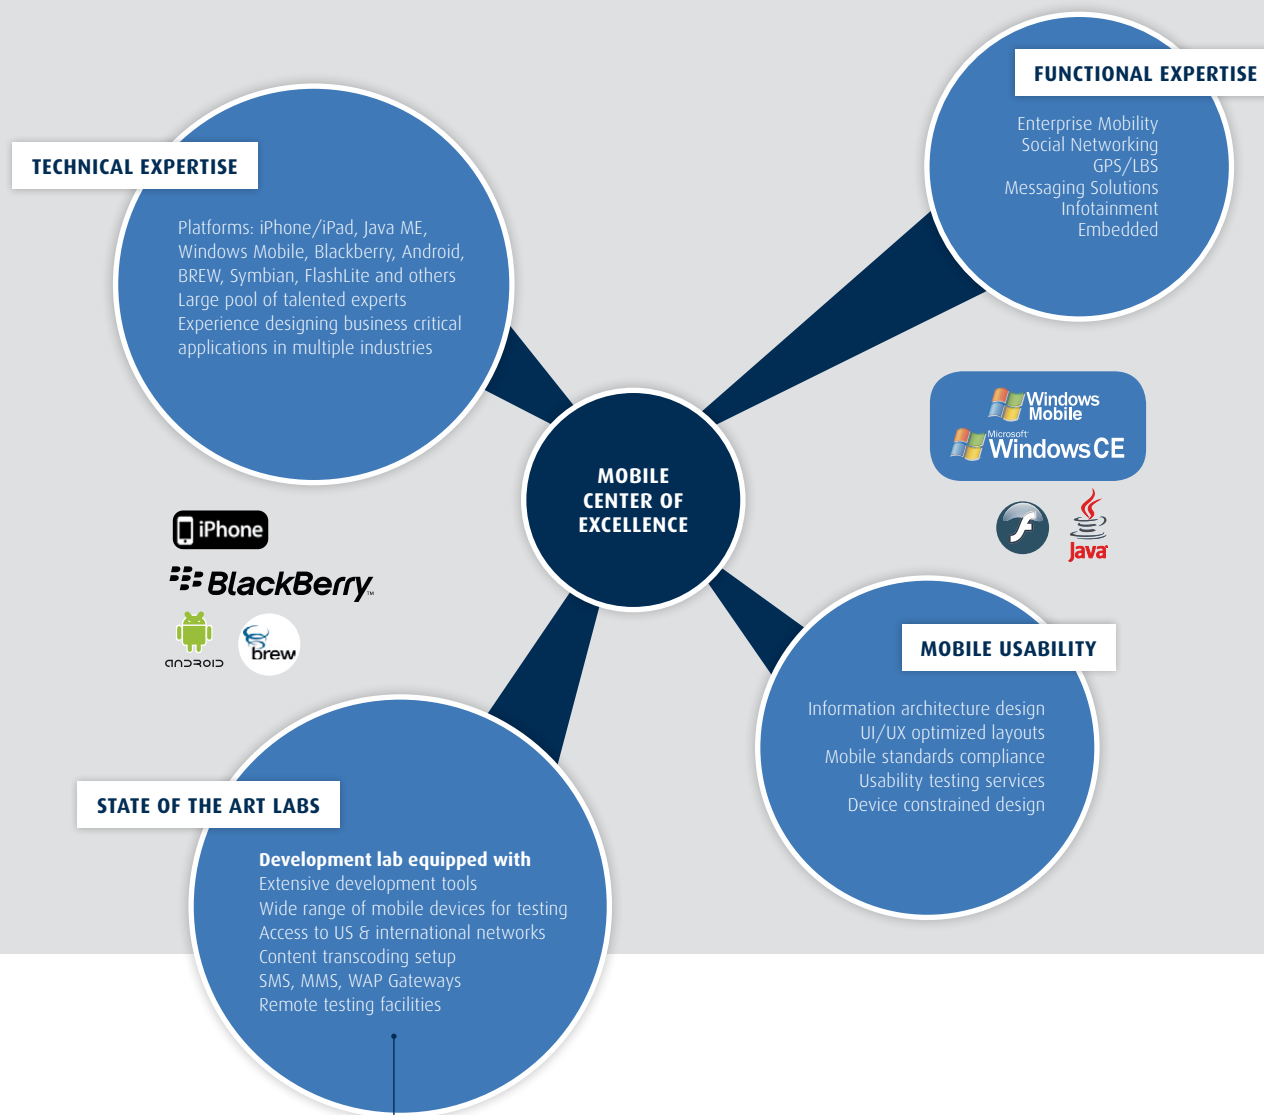 FUNCTIONAL EXPERTISE
Enterprise Mobility
Social Networking
GPS/LBS
Messaging Solutions
Infotainment
Embedded
TECHNICAL EXPERTISE
Platforms: iPhone/iPad, Java ME,
Windows Mobile, Blackberry, Android,
BREW, Symbian, FlashLite and others
Large pool of talented experts
Experience designing business critical
applications in multiple industries
MOBILE
CENTER OF
EXCELLENCE
Windows
Mobile
Microsoft
Windows CE
Java
iPhone
BlackBerry™
ANDROID
brew
MOBILE USABILITY
Information architecture design
UI/UX optimized layouts
Mobile standards compliance
Usability testing services
Device constrained design
STATE OF THE ART LABS
Development lab equipped with
Extensive development tools
Wide range of mobile devices for testing
Access to US & international networks
Content transcoding setup
SMS, MMS, WAP Gateways
Remote testing facilities